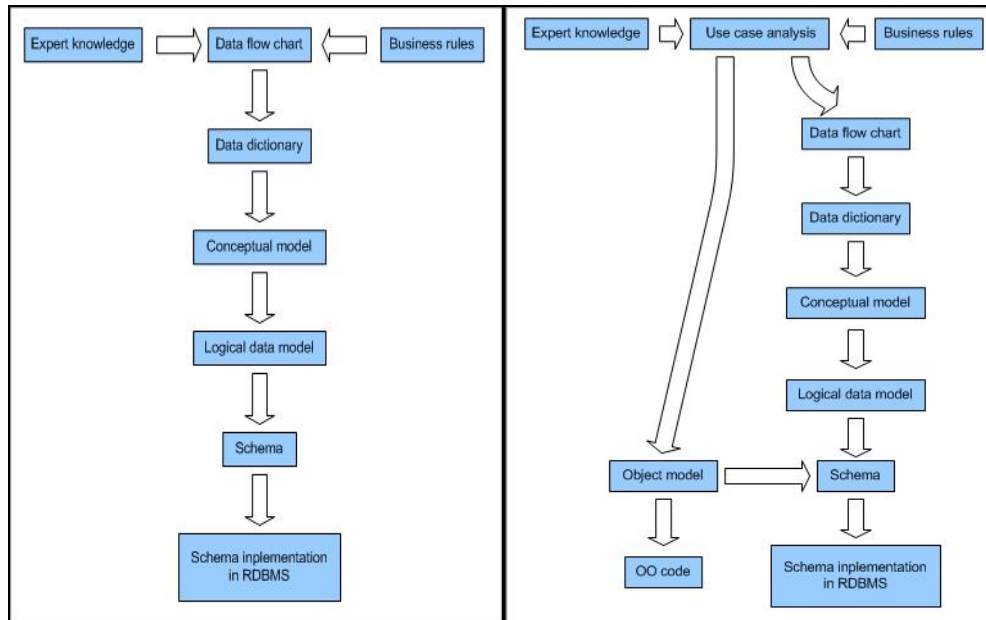 Expert knowledge
Data flow chart
Business rules
Data dictionary
Conceptual model
Logical data model
Schema
Schema inplementation
in RDBMS
Expert knowledge
Use case analysis
Business rules
Data flow chart
Data dictionary
Conceptual model
Logical data model
Object model
Schema
OO code
Schema inplementation
in RDBMS